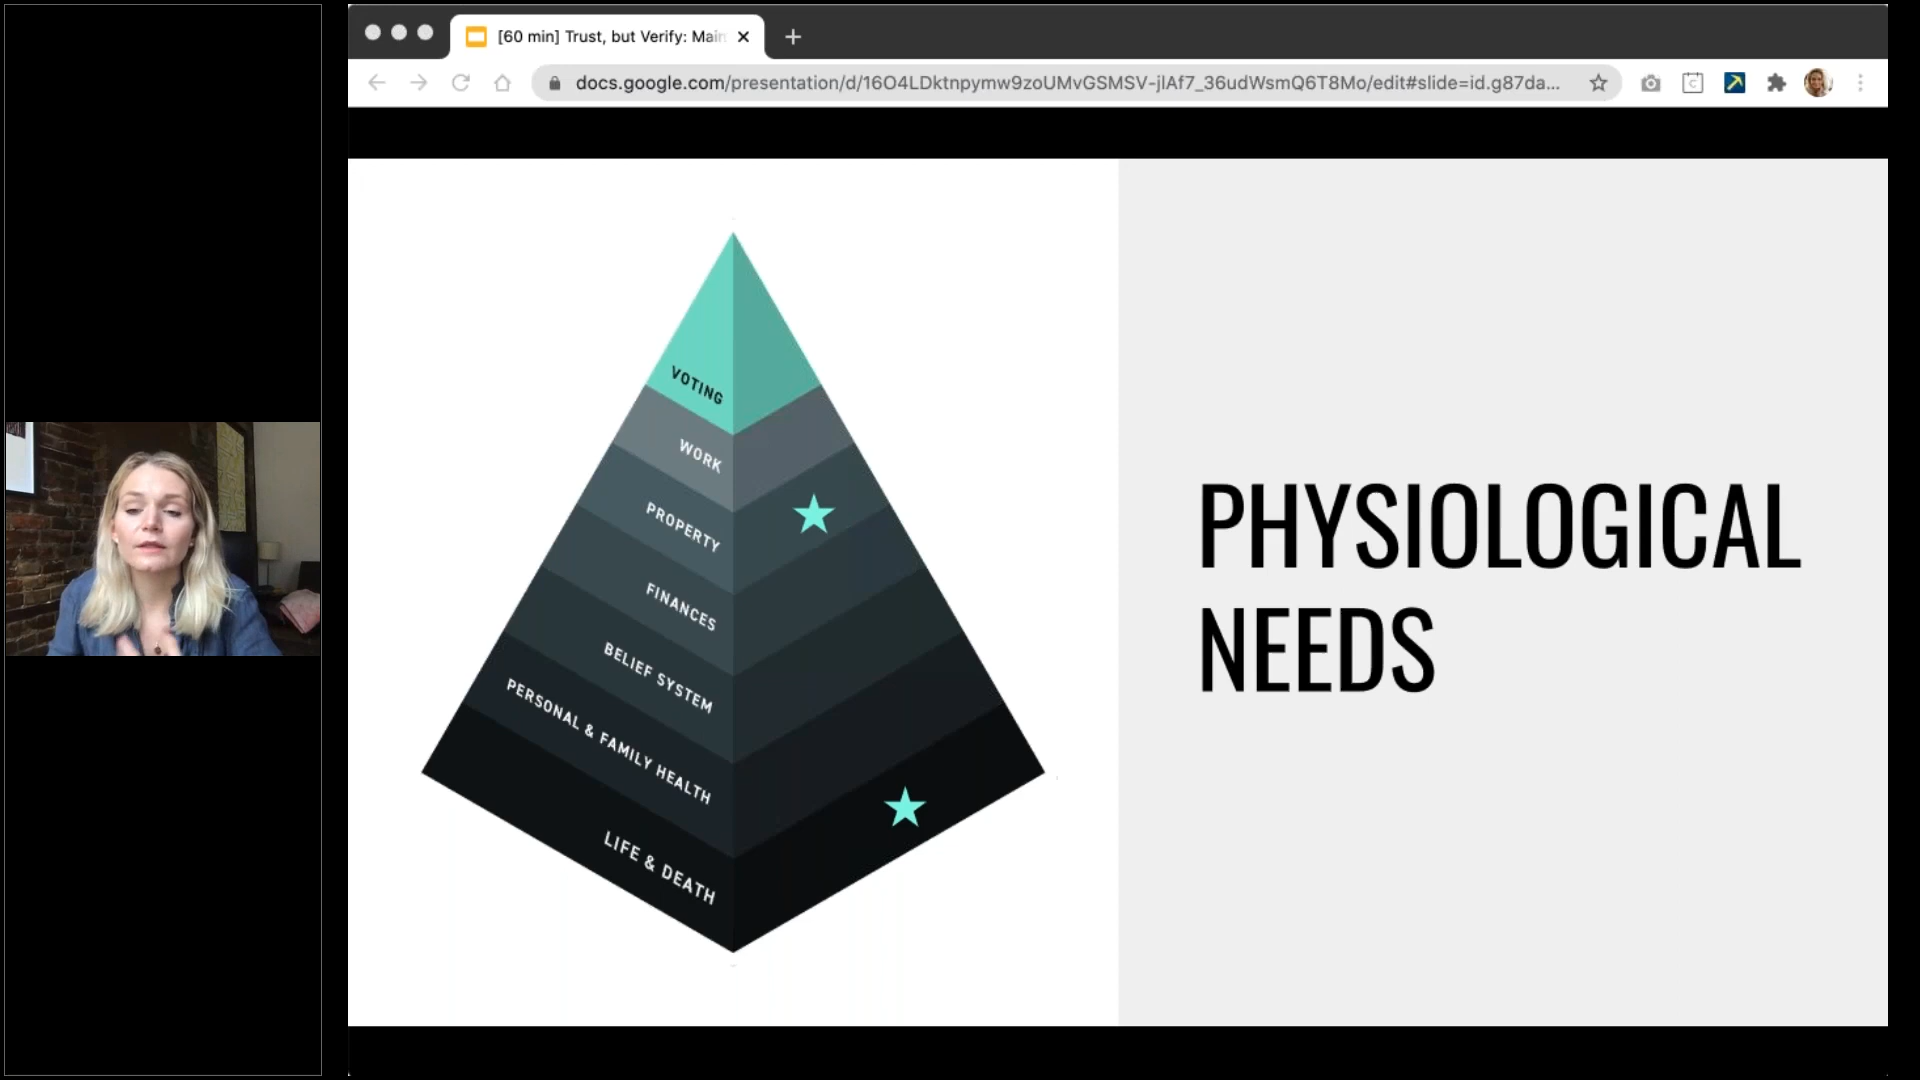 [60 min] Trust, but Verify: Main
docs.google.com/presentation/d/16O4LDktnpymw9zoUMvGSMSV-jlAf7_36udWsmQ6T8Mo/edit#slide=id.g87da...
VOTING
WORK
PROPERTY
FINANCES
BELIEF SYSTEM
PERSONAL & FAMILY HEALTH
LIFE & DEATH
PHYSIOLOGICAL
NEEDS